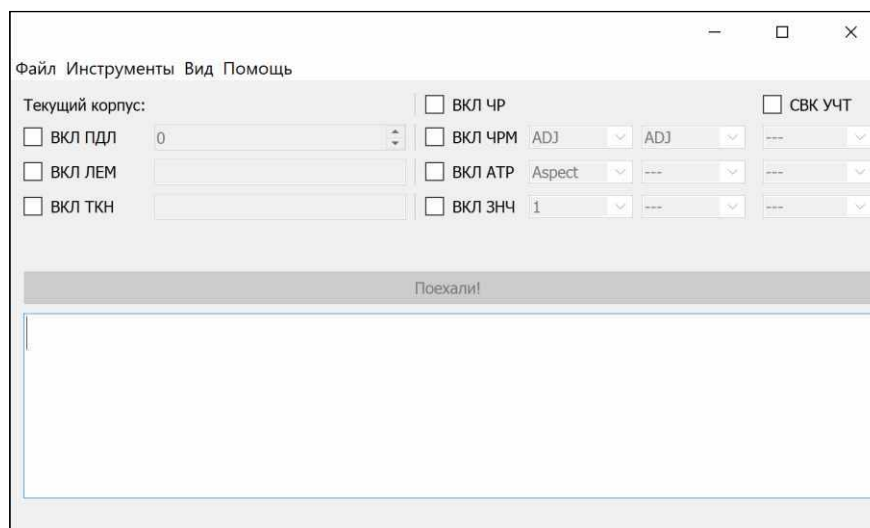 Файл Инструменты Вид Помощь
Текущий корпус: ВКЛ ЧР СВК УЧТ
ВКЛ ПДЛ 0 ВКЛ ЧРМ ADJ ADJ ---
ВКЛ ЛЕМ ВКЛ АТР Aspect --- ---
ВКЛ ТКН ВКЛ ЗНЧ 1 --- ---
Поехали!